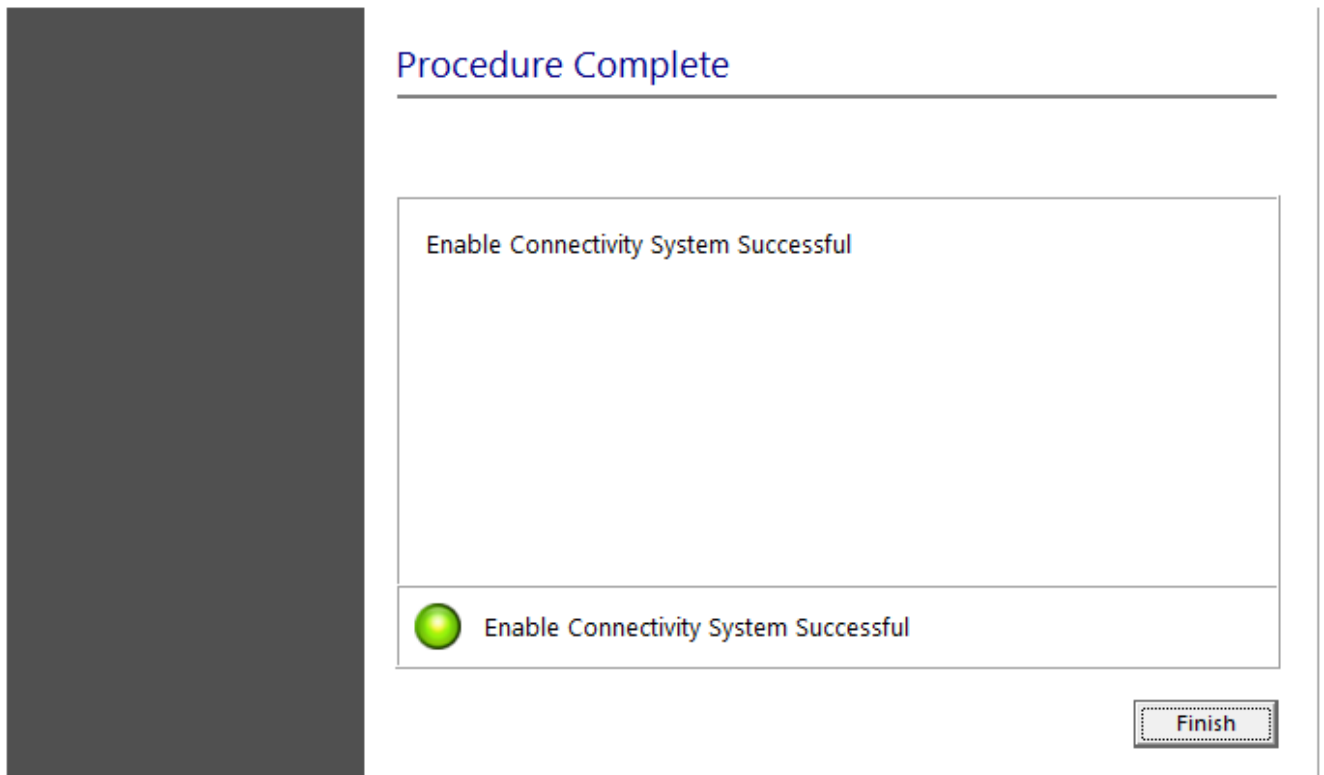 Procedure Complete
Enable Connectivity System Successful
Enable Connectivity System Successful
Finish